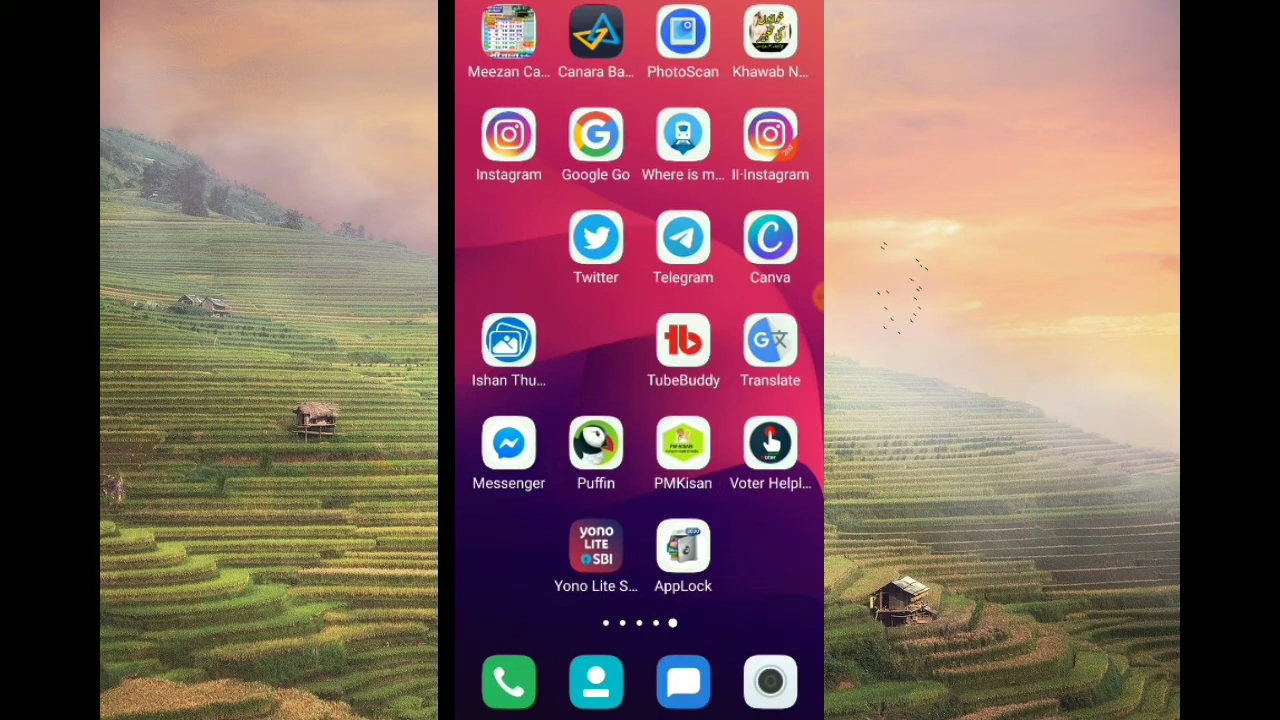 Meezan Ca... Canara Ba... PhotoScan Khawab N...
Instagram Google Go Where is m... II-Instagram
Twitter Telegram Canva
Ishan Thu... TubeBuddy Translate
Messenger Puffin PMKisan Voter Helpl...
yono
LITE
SBI
Yono Lite S... AppLock